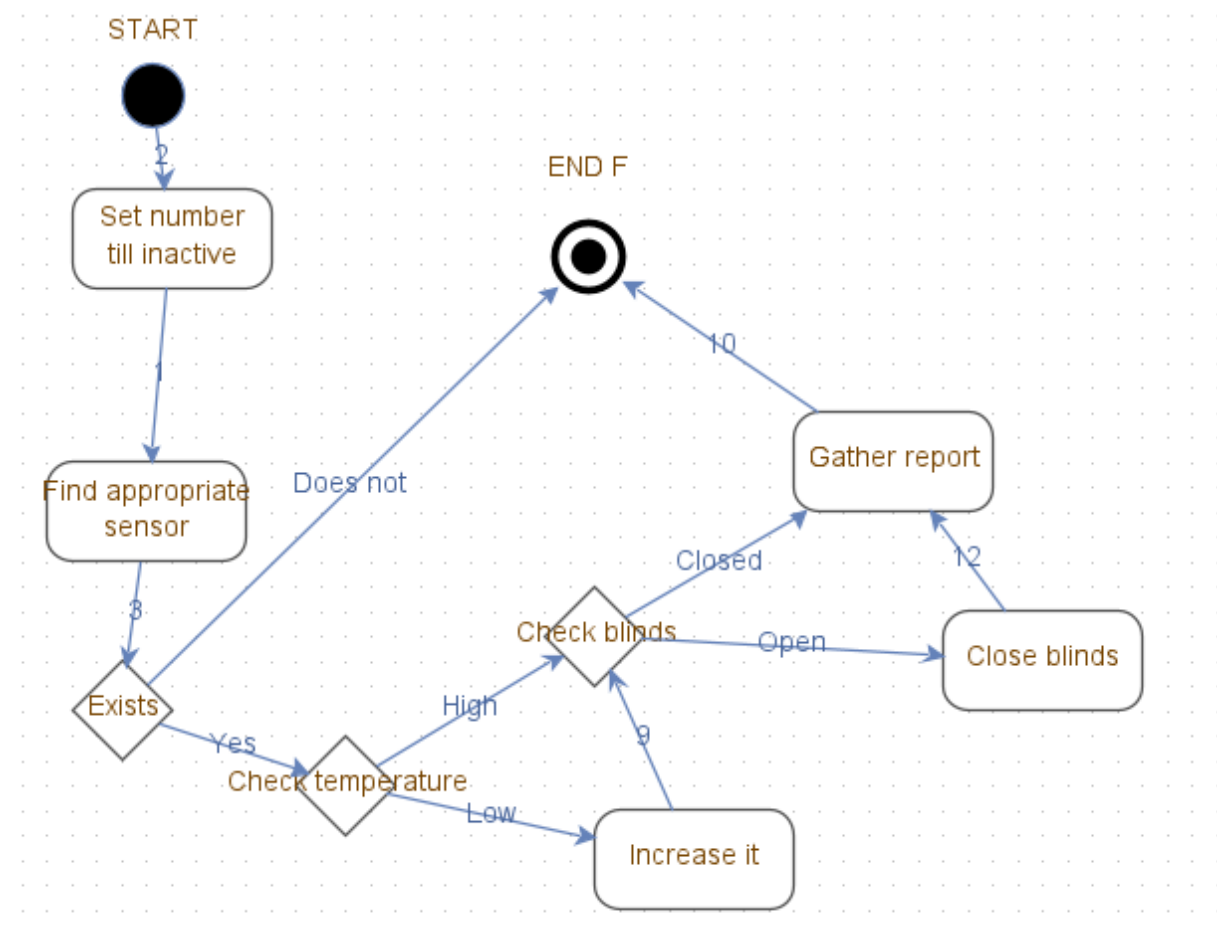 START
2
END F
Set number
till inactive
10
1
Gather report
Does not
Find appropriate
sensor
Closed
12
3
Check blinds
Open
Close blinds
Exists
High
9
Yes
Check temperature
Low
Increase it